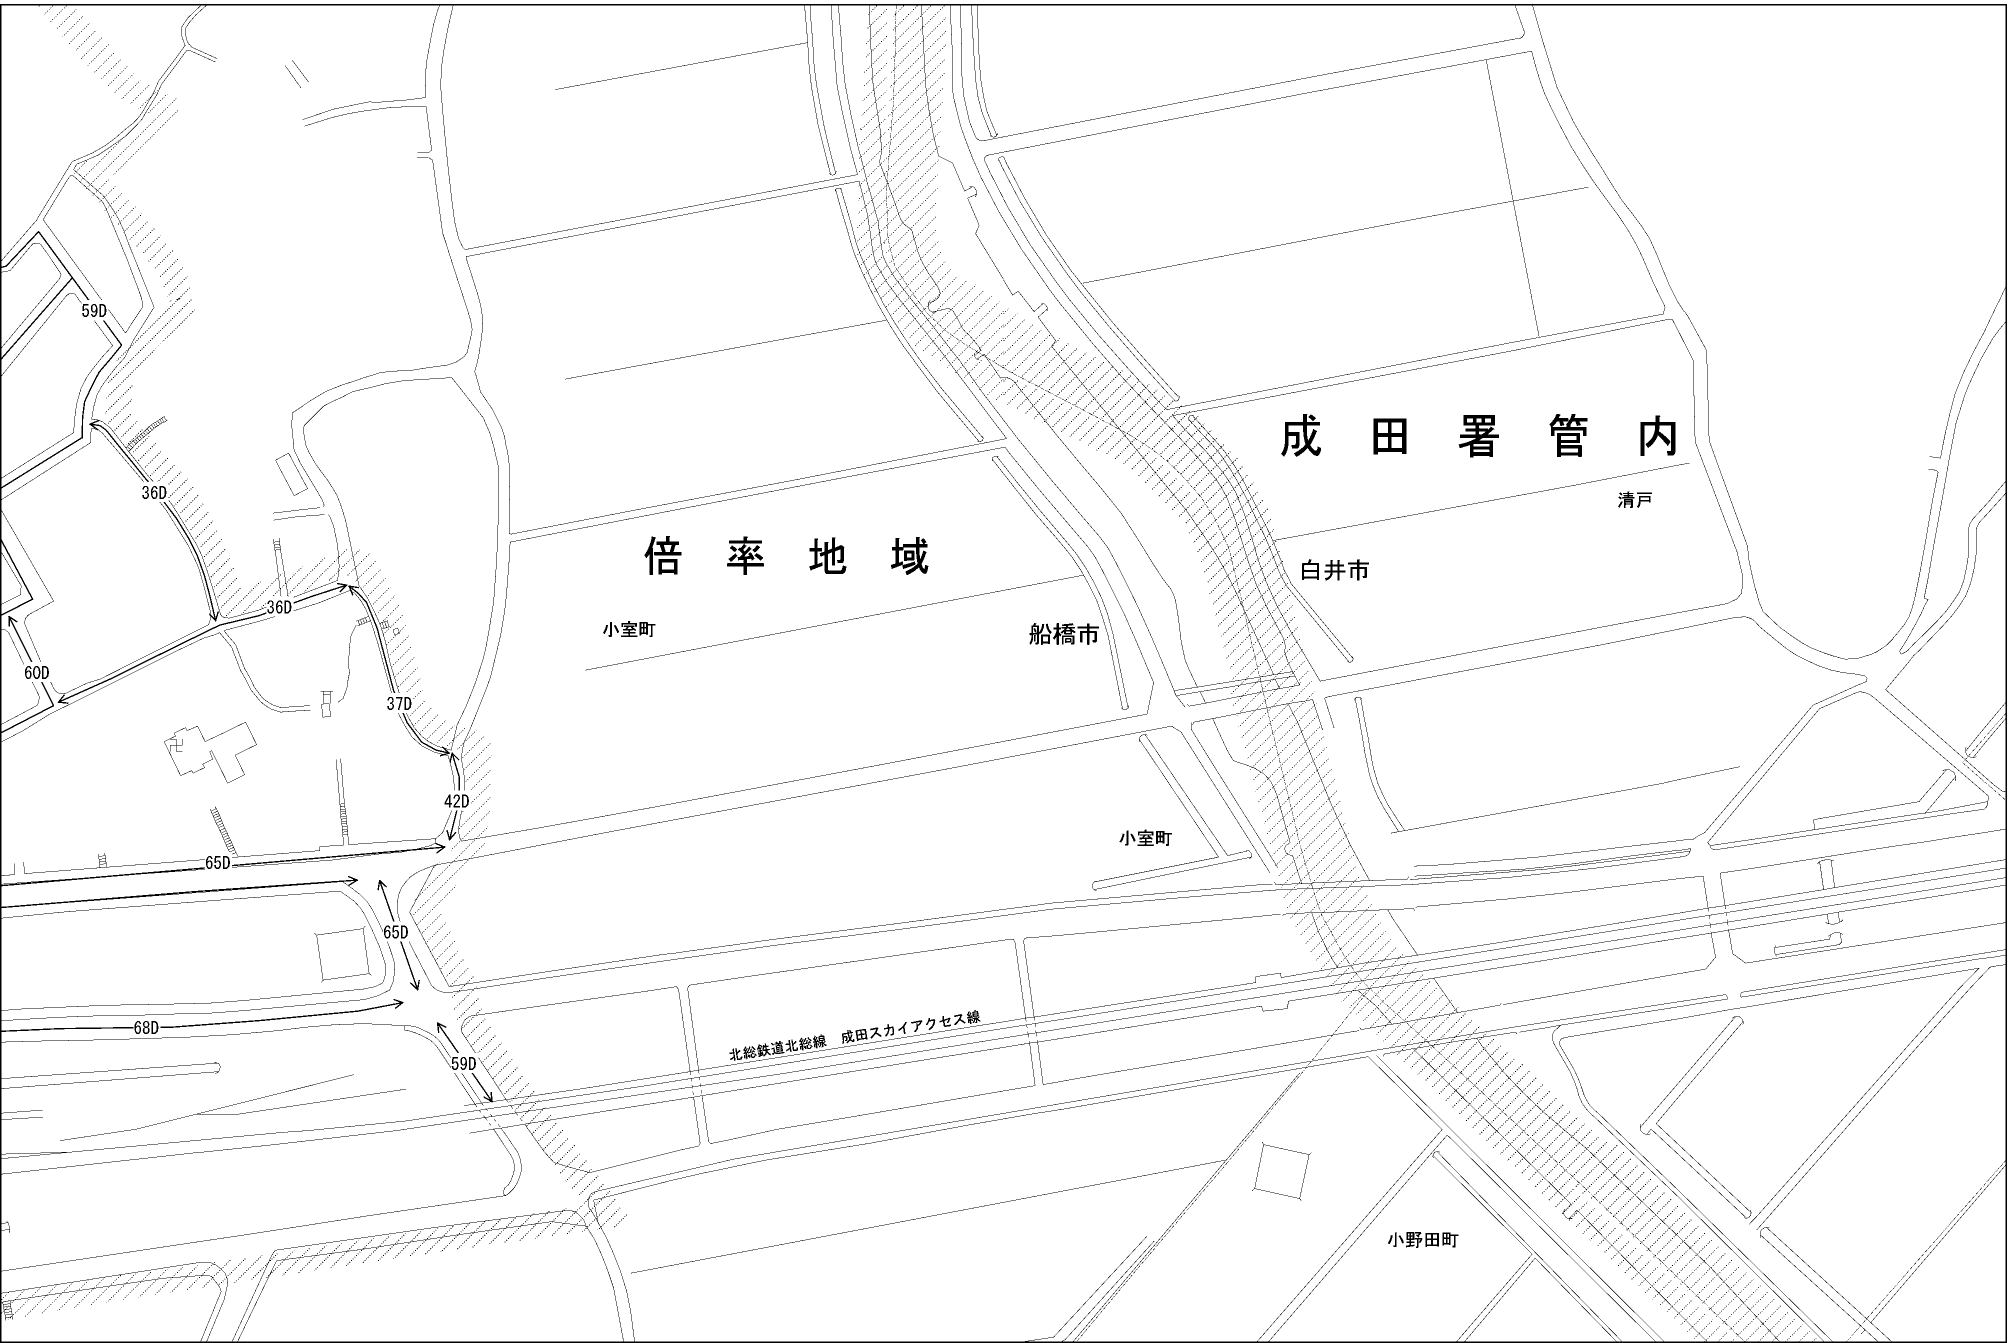 59D
成田署管内
36D
清戸
倍率地域
白井市
36D
小室町
船橋市
60D
37D
42D
小室町
65D
65D
68D
北総鉄道北総線　成田スカイアクセス線
59D
小野田町